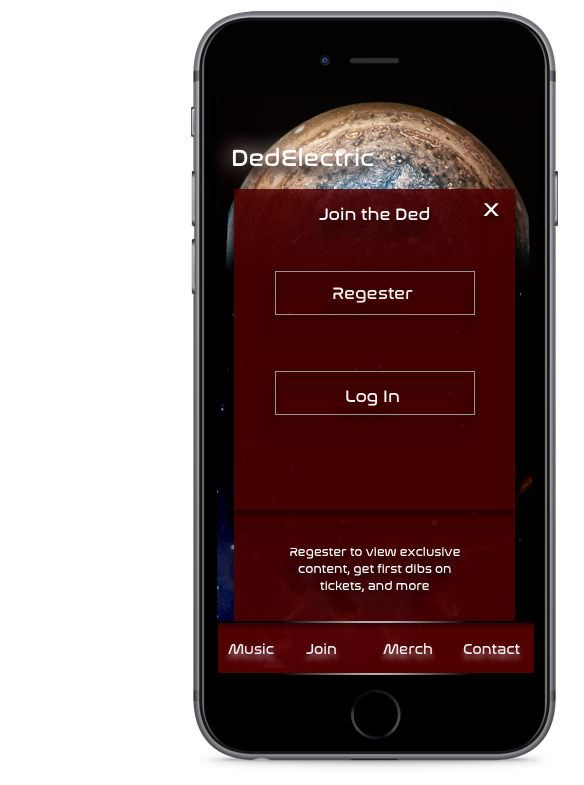 DedElectric
Join the Ded
X
Regester
Log In
Regester to view exclusive
content, get first dibs on
tickets, and more
Music Join Merch Contact